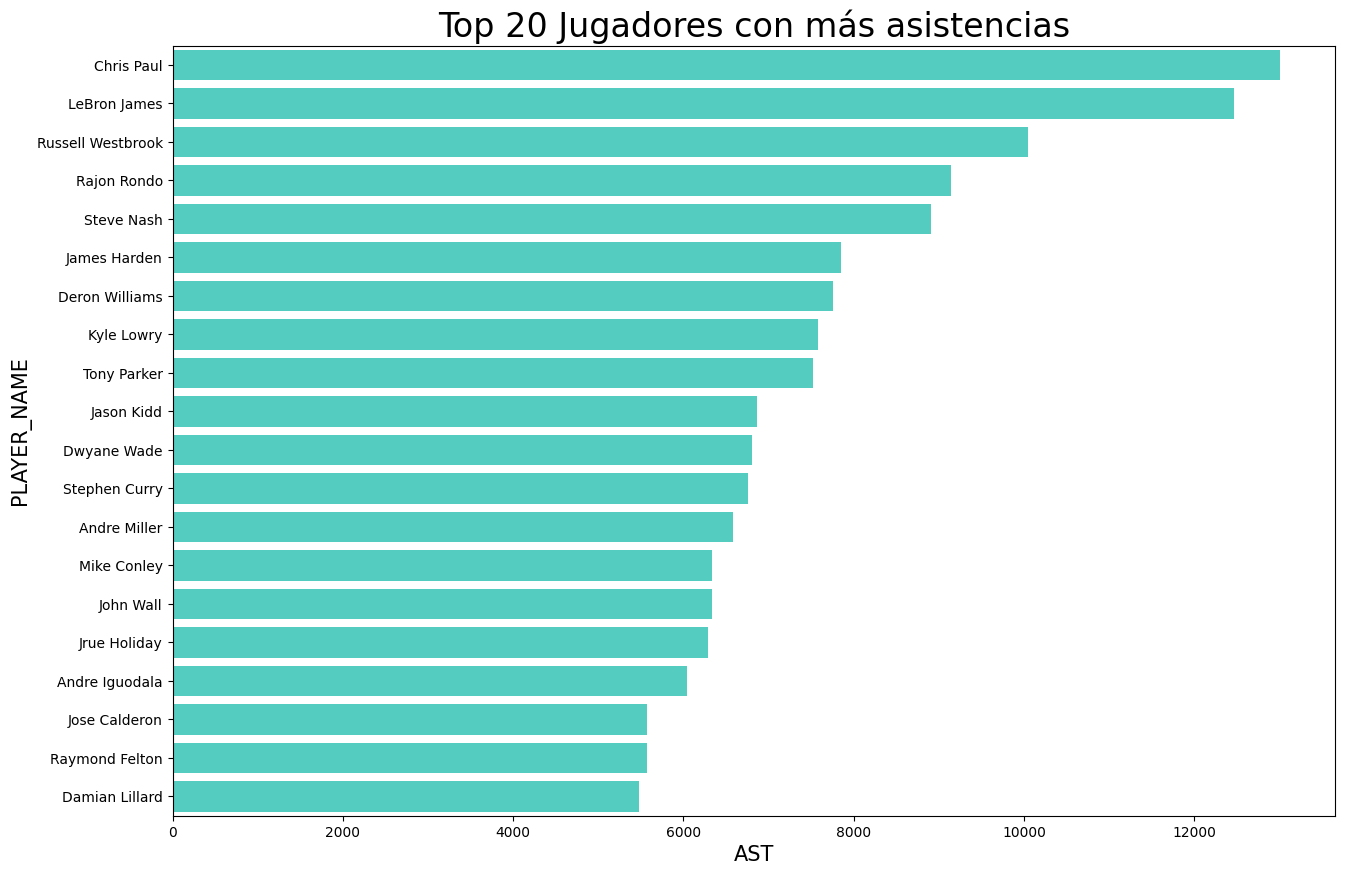 Top 20 Jugadores con más asistencias
Chris Paul
LeBron James
Russell Westbrook
Rajon Rondo
Steve Nash
James Harden
Deron Williams
Kyle Lowry
Tony Parker
Jason Kidd
Dwyane Wade
Stephen Curry
Andre Miller
Mike Conley
John Wall
Jrue Holiday
Andre Iguodala
Jose Calderon
Raymond Felton
Damian Lillard
PLAYER_NAME
0 2000 4000 6000 8000 10000 12000
AST